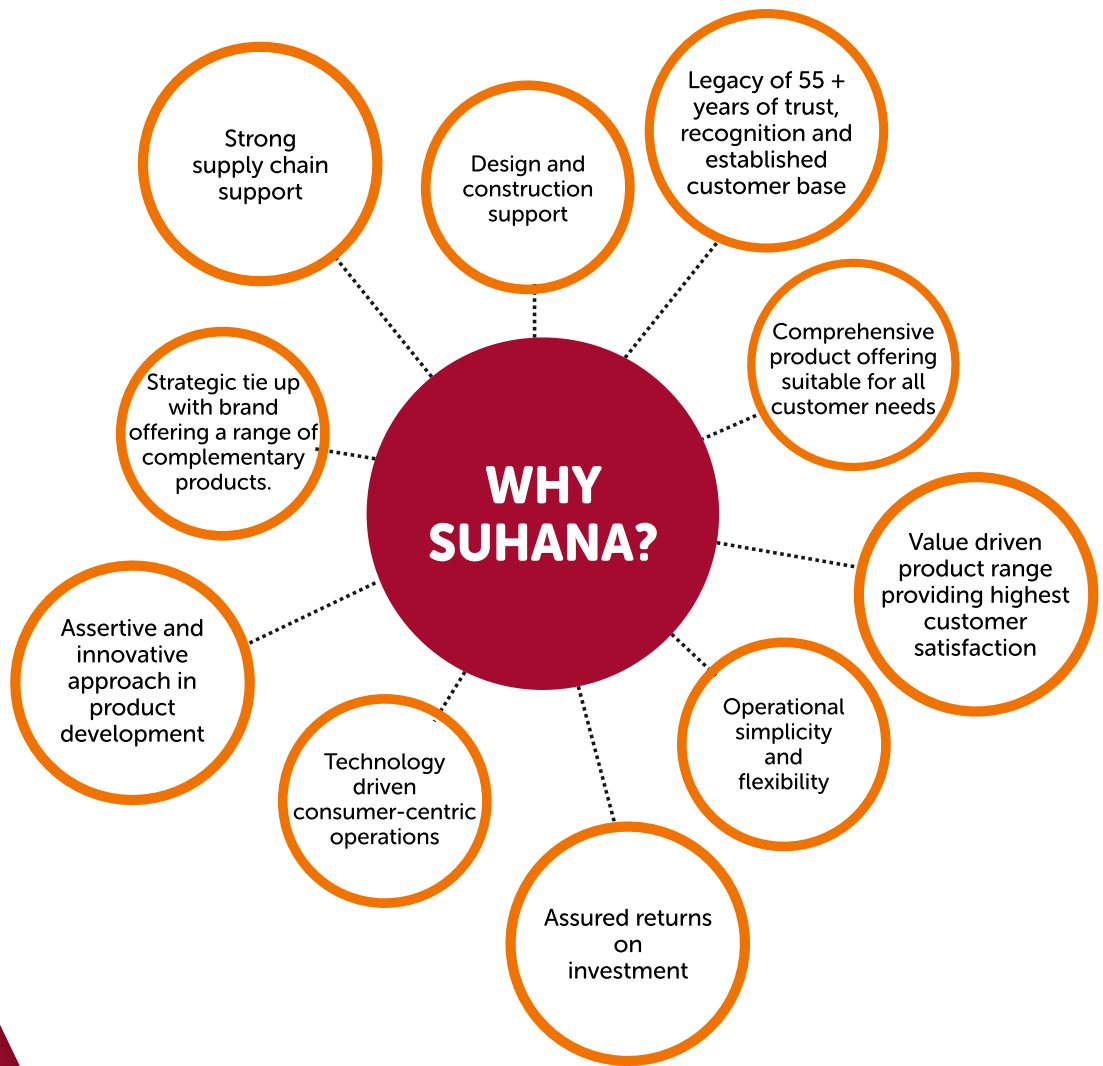 Strong
supply chain
support
Design and
construction
support
Legacy of 55 +
years of trust,
recognition and
established
customer base
Comprehensive
product offering
suitable for all
customer needs
Strategic tie up
with brand
offering a range of
complementary
products.
WHY
SUHANA?
Value driven
product range
providing highest
customer
satisfaction
Assertive and
innovative
approach in
product
development
Operational
simplicity
and
flexibility
Technology
driven
consumer-centric
operations
Assured returns
on
investment